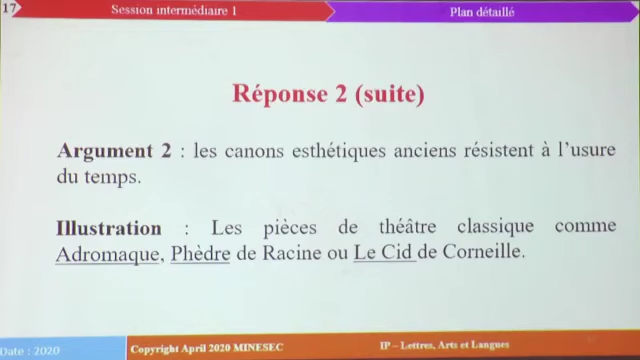 17
Session intermédiaire 1
Plan détaillé
Réponse 2 (suite)
Argument 2 : les canons esthétiques anciens résistent à l'usure
du temps.
Illustration : Les pièces de théâtre classique comme
Adromaque, Phèdre de Racine ou Le Cid de Corneille.
Date : 2020
Copyright April 2020 MINESEC
IP – Lettres, Arts et Langues